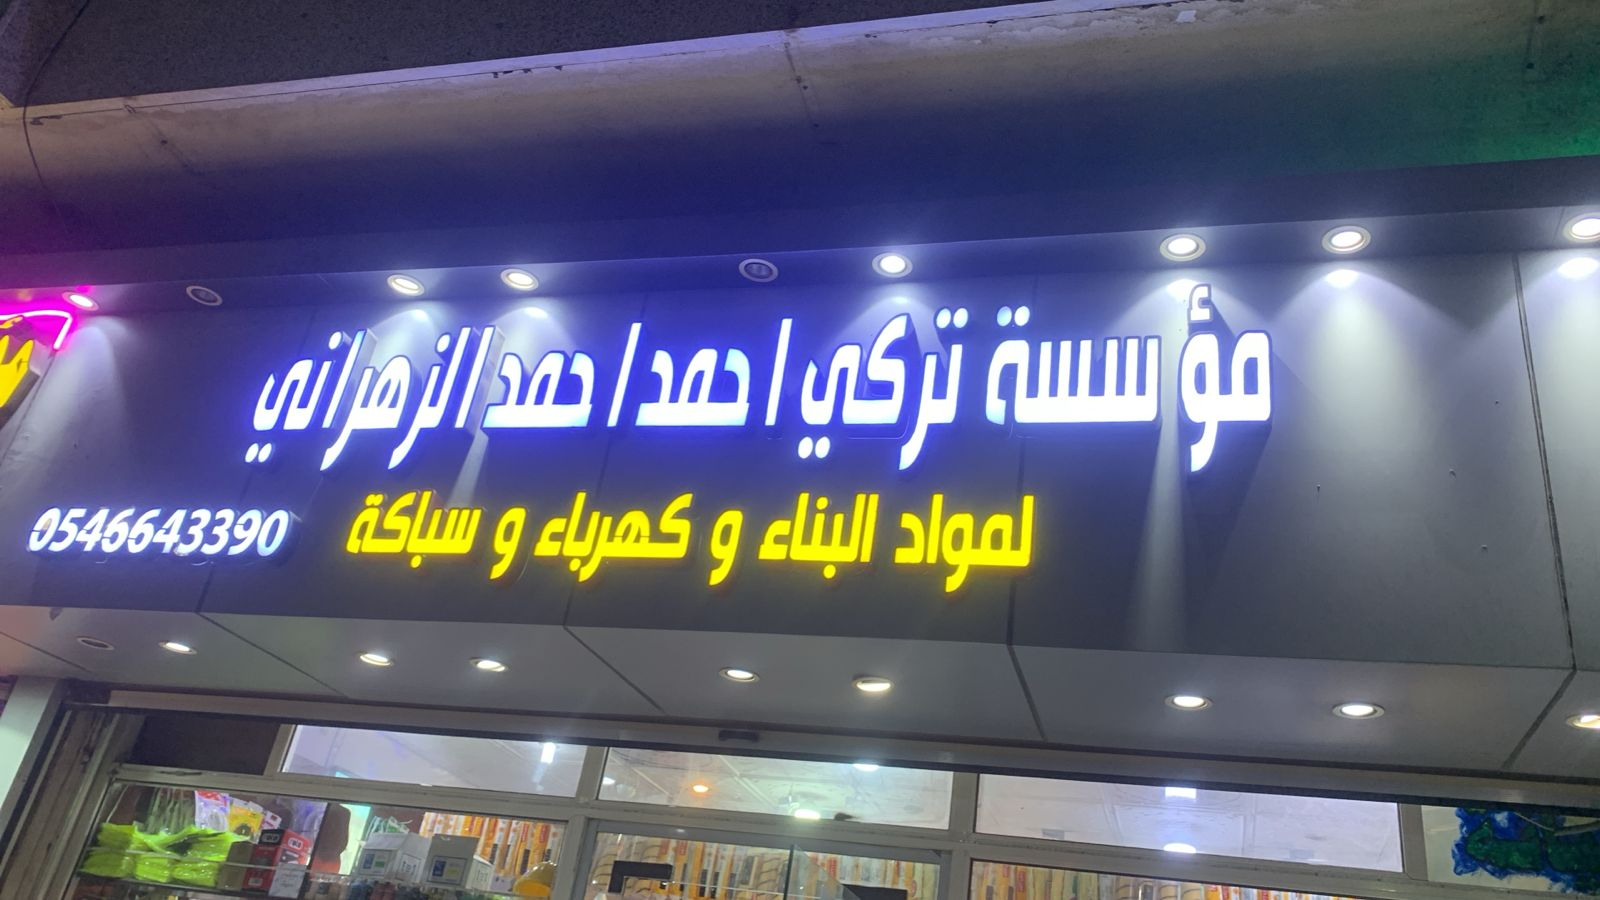 مؤسسة تركي احمد احمد الزهراني
لمواد البناء و كهرباء و سباكة
0546643390